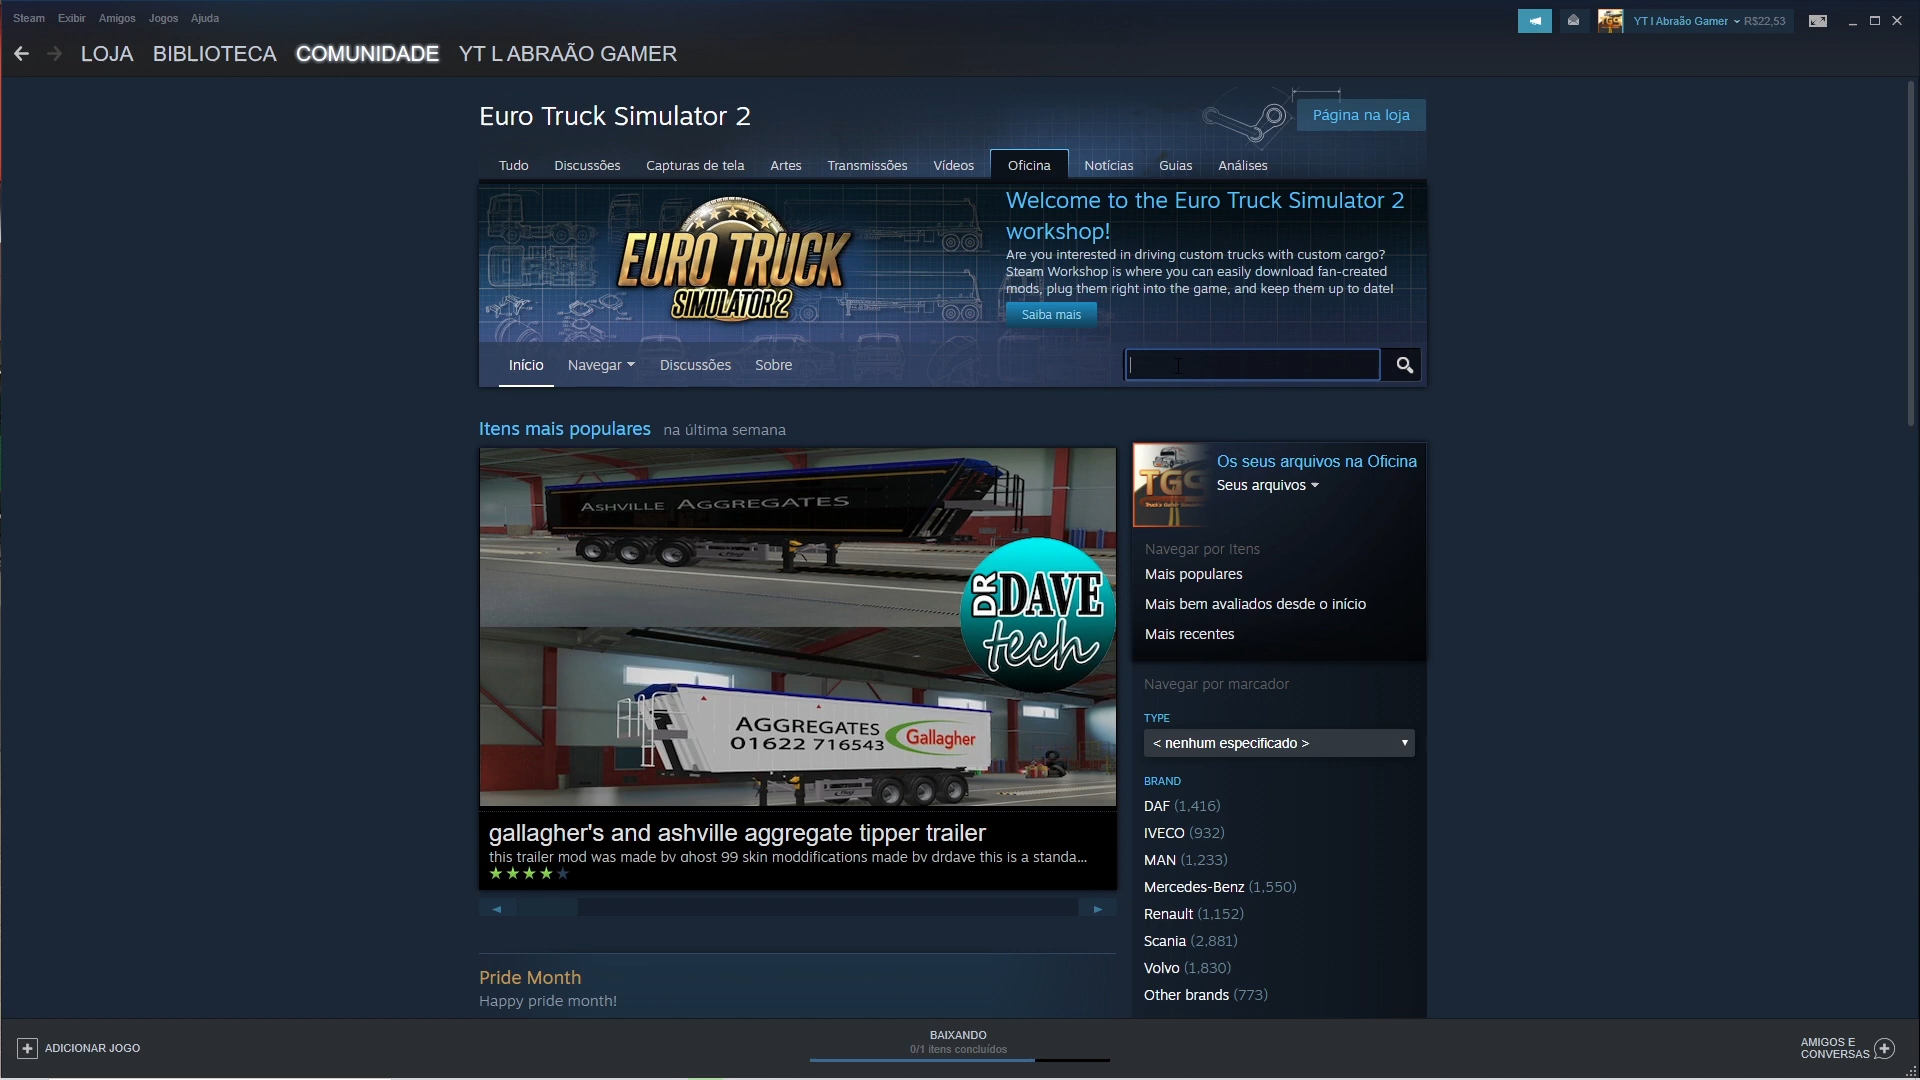 Steam Exibir Amigos Jogos Ajuda
YT l Abraão Gamer R$22,53
LOJA BIBLIOTECA COMUNIDADE YT L ABRAÃO GAMER
Euro Truck Simulator 2
Página na loja
Tudo Discussões Capturas de tela Artes Transmissões Vídeos Oficina Notícias Guias Análises
EURO TRUCK
SIMULATOR 2
Welcome to the Euro Truck Simulator 2
workshop!
Are you interested in driving custom trucks with custom cargo?
Steam Workshop is where you can easily download fan-created
mods, plug them right into the game, and keep them up to date!
Saiba mais
Início Navegar Discussões Sobre
Itens mais populares na última semana
ASHVILLE AGGREGATES
DR DAVE
tech
AGGREGATES
01622 716543
Gallagher
gallagher's and ashville aggregate tipper trailer
this trailer mod was made by ghost 99 skin moddifications made by drdave this is a standa...
Pride Month
Happy pride month!
TGS
Os seus arquivos na Oficina
Seus arquivos
Navegar por Itens
Mais populares
Mais bem avaliados desde o início
Mais recentes
Navegar por marcador
TYPE
< nenhum especificado >
BRAND
DAF (1,416)
IVECO (932)
MAN (1,233)
Mercedes-Benz (1,550)
Renault (1,152)
Scania (2,881)
Volvo (1,830)
Other brands (773)
ADICIONAR JOGO
BAIXANDO
0/1 itens concluídos
AMIGOS E
CONVERSAS